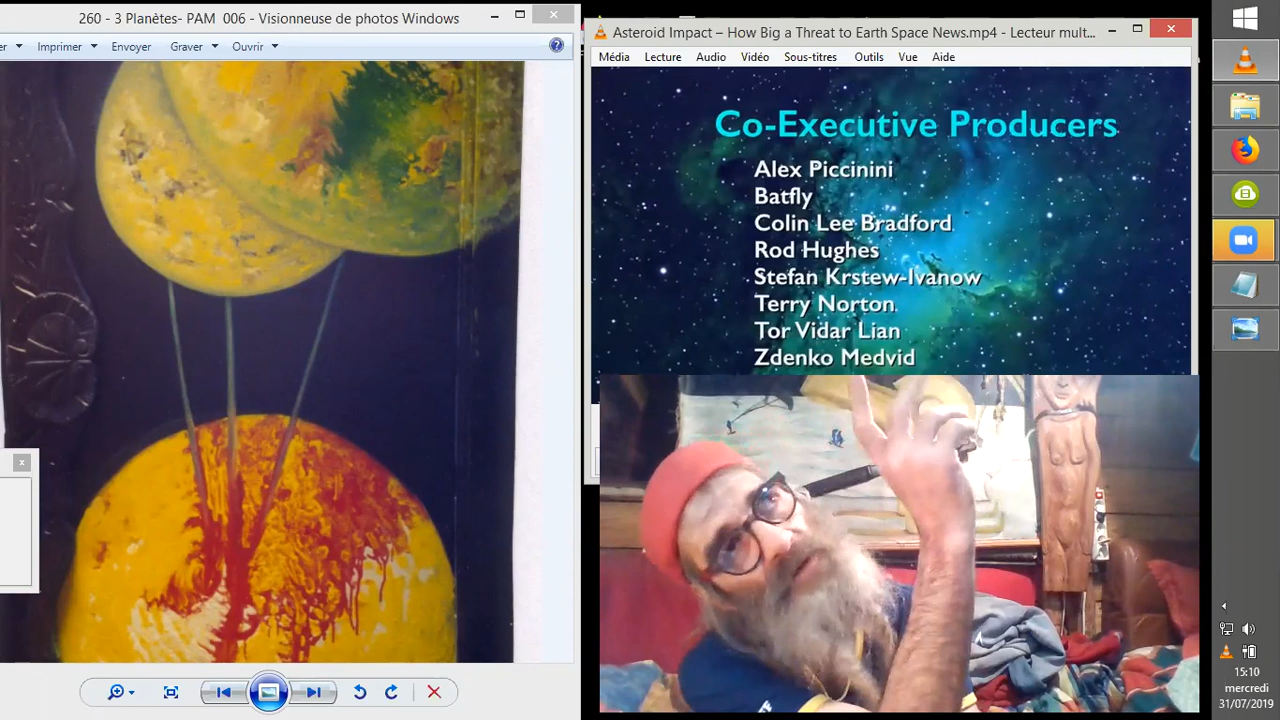 260 - 3 Planètes- PAM 006 - Visionneuse de photos Windows
Imprimer Envoyer Graver Ouvrir
Asteroid Impact – How Big a Threat to Earth Space News.mp4 - Lecteur mult...
Média Lecture Audio Vidéo Sous-titres Outils Vue Aide
Co-Executive Producers
Alex Piccinini
Batfly
Colin Lee Bradford
Rod Hughes
Stefan Krstew-Ivanow
Terry Norton
Tor Vidar Lian
Zdenko Medvid
15:10
mercredi
31/07/2019